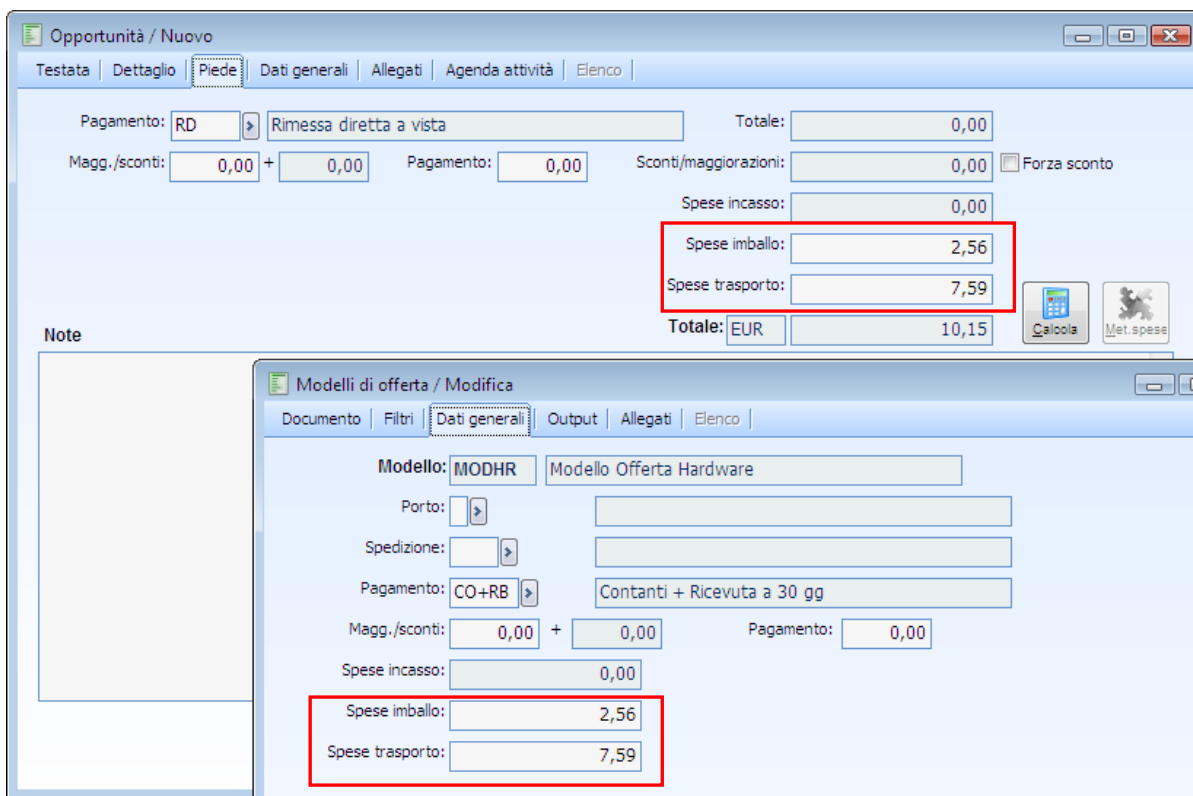 Opportunità / Nuovo
Testata | Dettaglio | Piede | Dati generali | Allegati | Agenda attività | Elenco |
Pagamento: RD Rimessa diretta a vista Totale: 0,00
Magg./sconti: 0,00 + 0,00 Pagamento: 0,00 Sconti/maggiorazioni: 0,00 Forza sconto
Spese incasso: 0,00
Spese imballo: 2,56
Spese trasporto: 7,59
Totale: EUR 10,15 Calcola Met.spese
Note
Modelli di offerta / Modifica
Documento | Filtri | Dati generali | Output | Allegati | Elenco |
Modello: MODHR Modello Offerta Hardware
Porto:
Spedizione:
Pagamento: CO+RB Contanti + Ricevuta a 30 gg
Magg./sconti: 0,00 + 0,00 Pagamento: 0,00
Spese incasso: 0,00
Spese imballo: 2,56
Spese trasporto: 7,59